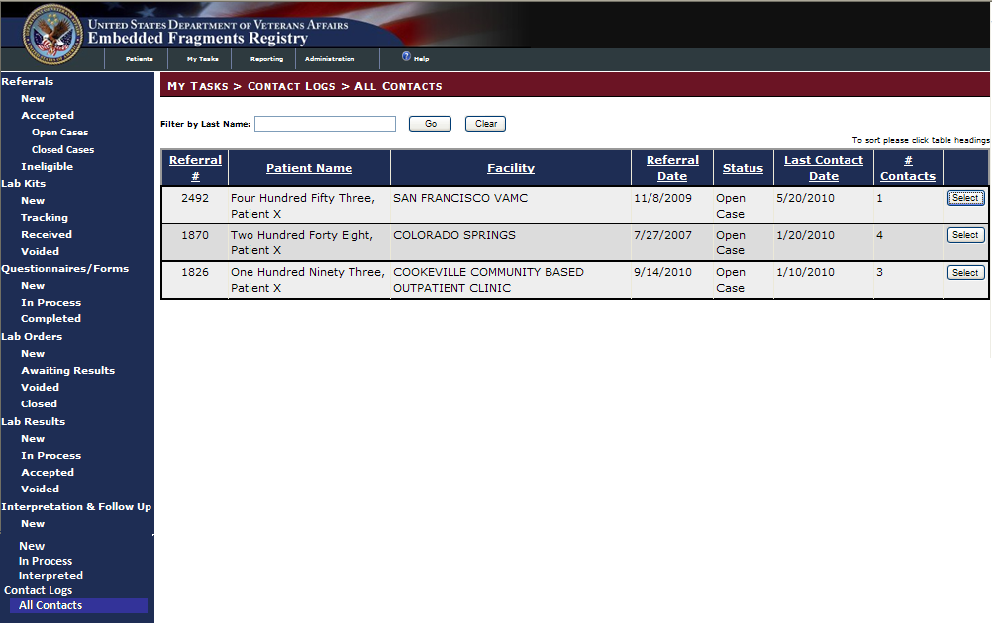 United States Department of Veterans Affairs
Embedded Fragments Registry
Patients My Tasks Reporting Administration Help
Referrals
New
Accepted
Open Cases
Closed Cases
Ineligible
Lab Kits
New
Tracking
Received
Voided
Questionnaires/Forms
New
In Process
Completed
Lab Orders
New
Awaiting Results
Voided
Closed
Lab Results
New
In Process
Accepted
Voided
Interpretation & Follow Up
New
New
In Process
Interpreted
Contact Logs
All Contacts
My Tasks > Contact Logs > All Contacts
Filter by Last Name: Go Clear
To sort please click table headings
Referral # Patient Name Facility Referral Date Status Last Contact Date # Contacts
2492 Four Hundred Fifty Three, SAN FRANCISCO VAMC 11/8/2009 Open 5/20/2010 1 Select
Patient X Case
1870 Two Hundred Forty Eight, COLORADO SPRINGS 7/27/2007 Open 1/20/2010 4 Select
Patient X Case
1826 One Hundred Ninety Three, COOKEVILLE COMMUNITY BASED 9/14/2010 Open 1/10/2010 3 Select
Patient X OUTPATIENT CLINIC Case